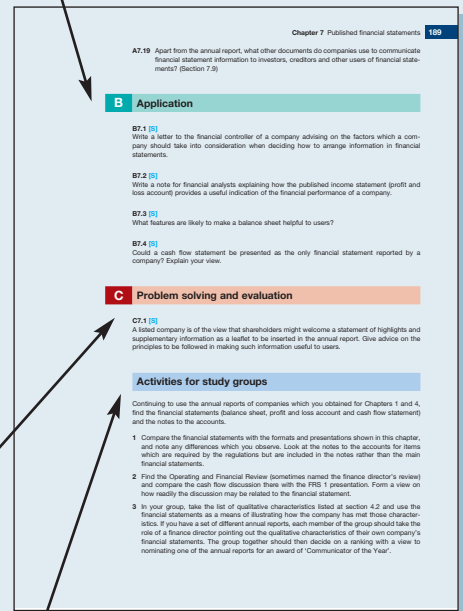 Chapter 7 Published financial statements 189
A7.19 Apart from the annual report, what other documents do companies use to communicate
financial statement information to investors, creditors and other users of financial state-
ments? (Section 7.9)
B Application
B7.1 [S]
Write a letter to the financial controller of a company advising on the factors which a com-
pany should take into consideration when deciding how to arrange information in financial
statements.
B7.2 [S]
Write a note for financial analysts explaining how the published income statement (profit and
loss account) provides a useful indication of the financial performance of a company.
B7.3 [S]
What features are likely to make a balance sheet helpful to users?
B7.4 [S]
Could a cash flow statement be presented as the only financial statement reported by a
company? Explain your view.
C Problem solving and evaluation
C7.1 [S]
A listed company is of the view that shareholders might welcome a statement of highlights and
supplementary information as a leaflet to be inserted in the annual report. Give advice on the
principles to be followed in making such information useful to users.
Activities for study groups
Continuing to use the annual reports of companies which you obtained for Chapters 1 and 4,
find the financial statements (balance sheet, profit and loss account and cash flow statement)
and the notes to the accounts.
1 Compare the financial statements with the formats and presentations shown in this chapter,
and note any differences which you observe. Look at the notes to the accounts for items
which are required by the regulations but are included in the notes rather than the main
financial statements.
2 Find the Operating and Financial Review (sometimes named the finance director's review)
and compare the cash flow discussion there with the FRS 1 presentation. Form a view on
how readily the discussion may be related to the financial statement.
3 In your group, take the list of qualitative characteristics listed at section 4.2 and use the
financial statements as a means of illustrating how the company has met those character-
istics. If you have a set of different annual reports, each member of the group should take the
role of a finance director pointing out the qualitative characteristics of their own company's
financial statements. The group together should then decide on a ranking with a view to
nominating one of the annual reports for an award of 'Communicator of the Year'.